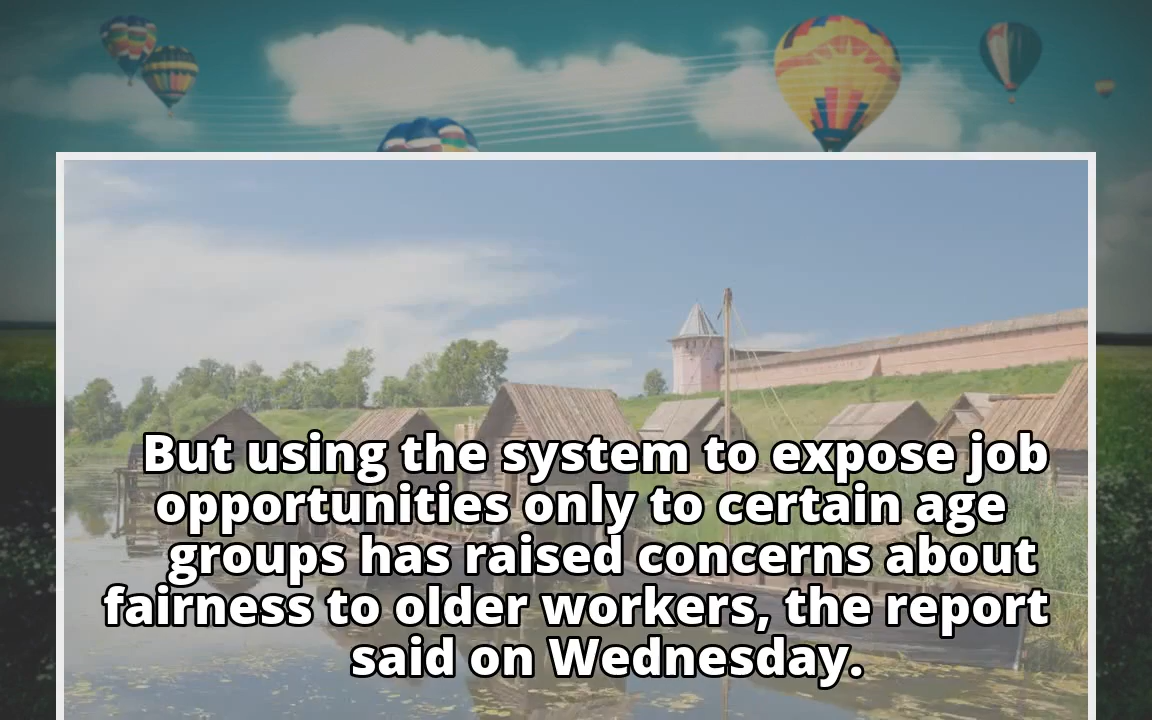 But using the system to expose job
opportunities only to certain age
groups has raised concerns about
fairness to older workers, the report
said on Wednesday.